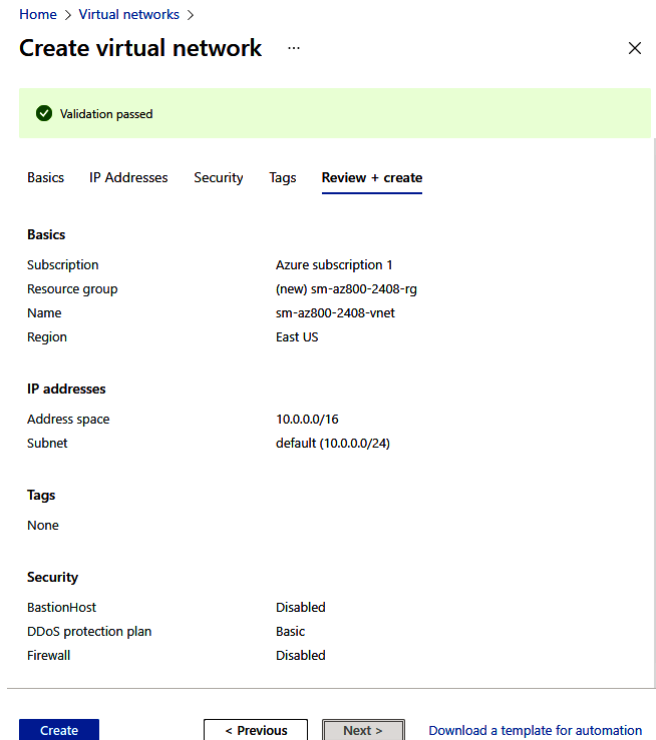 Home > Virtual networks >
Create virtual network ...
Validation passed
Basics IP Addresses Security Tags Review + create
Basics
Subscription Azure subscription 1
Resource group (new) sm-az800-2408-rg
Name sm-az800-2408-vnet
Region East US
IP addresses
Address space 10.0.0.0/16
Subnet default (10.0.0.0/24)
Tags
None
Security
BastionHost Disabled
DDoS protection plan Basic
Firewall Disabled
Create < Previous Next > Download a template for automation